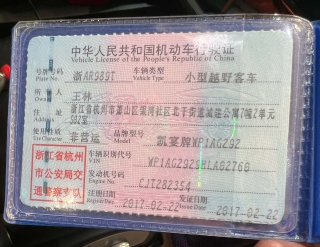 中华人民共和国机动车行驶证
Vehicle License of the People's Republic of China
号牌号码 浙AR989T 车辆类型 小型越野客车
Plate No. Vehicle Type
所有人 王林
Owner
住址 浙江省杭州市萧山区银河社区北干街道城建公寓7幢2单元
Address 502室
使用性质 非营运 品牌型号 凯宴牌WP1AG292
Use Character Model
浙江省杭州
市公安局交
通警察支队
车辆识别代号
VIN
发动机号码 CJT282354
Engine No.
注册日期 2017-02-22 发证日期 2017-02-22
Register Date Issue Date